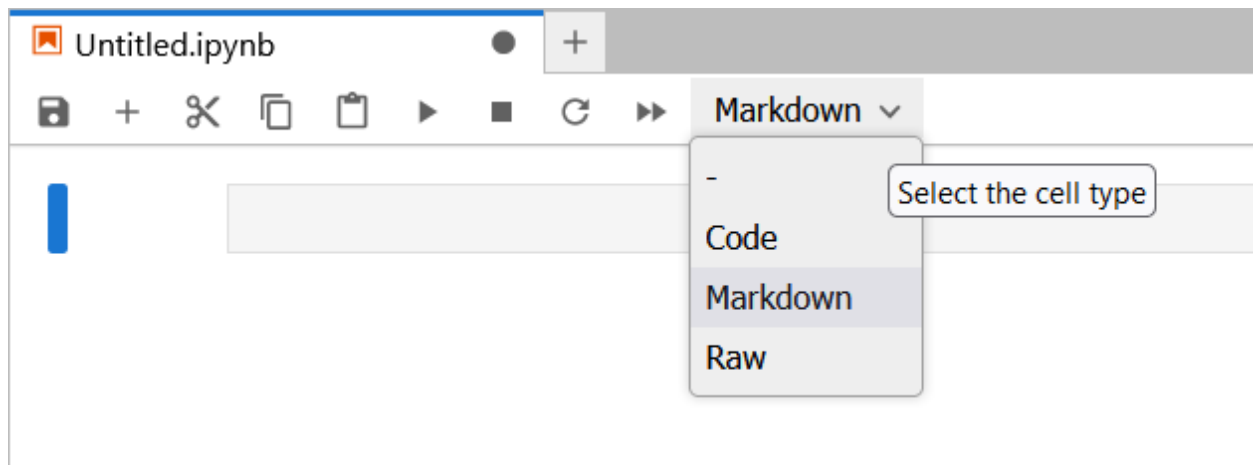 Untitled.ipynb
Markdown
-
Select the cell type
Code
Markdown
Raw